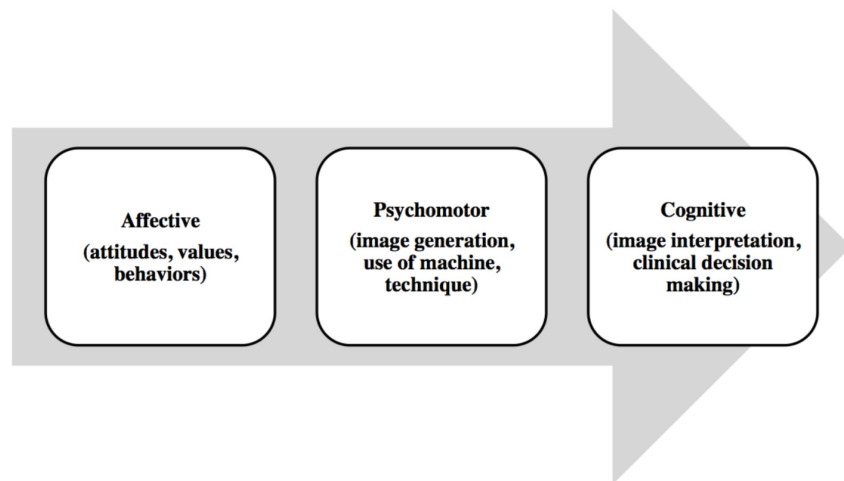 Affective
(attitudes, values,
behaviors)
Psychomotor
(image generation,
use of machine,
technique)
Cognitive
(image interpretation,
clinical decision
making)